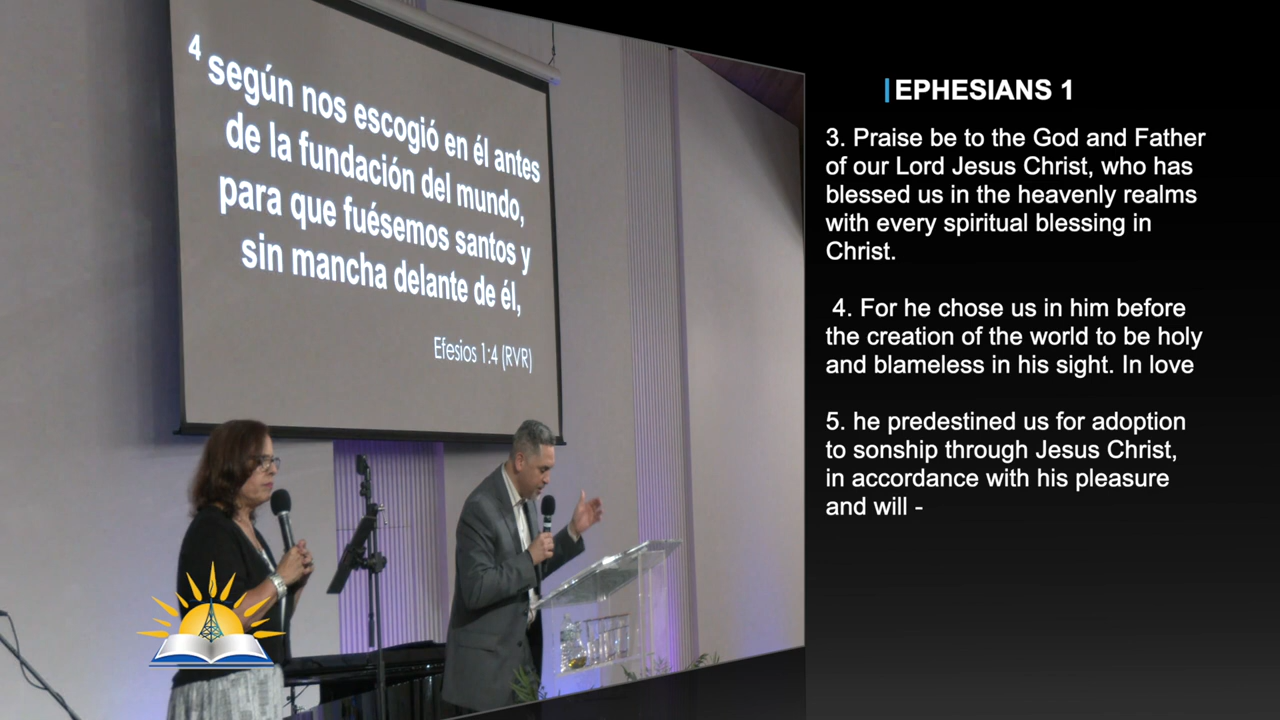 4 según nos escogió en él antes
de la fundación del mundo,
para que fuésemos santos y
sin mancha delante de él,
Efesios 1:4 (RVR)
EPHESIANS 1
3. Praise be to the God and Father
of our Lord Jesus Christ, who has
blessed us in the heavenly realms
with every spiritual blessing in
Christ.
4. For he chose us in him before
the creation of the world to be holy
and blameless in his sight. In love
5. he predestined us for adoption
to sonship through Jesus Christ,
in accordance with his pleasure
and will -